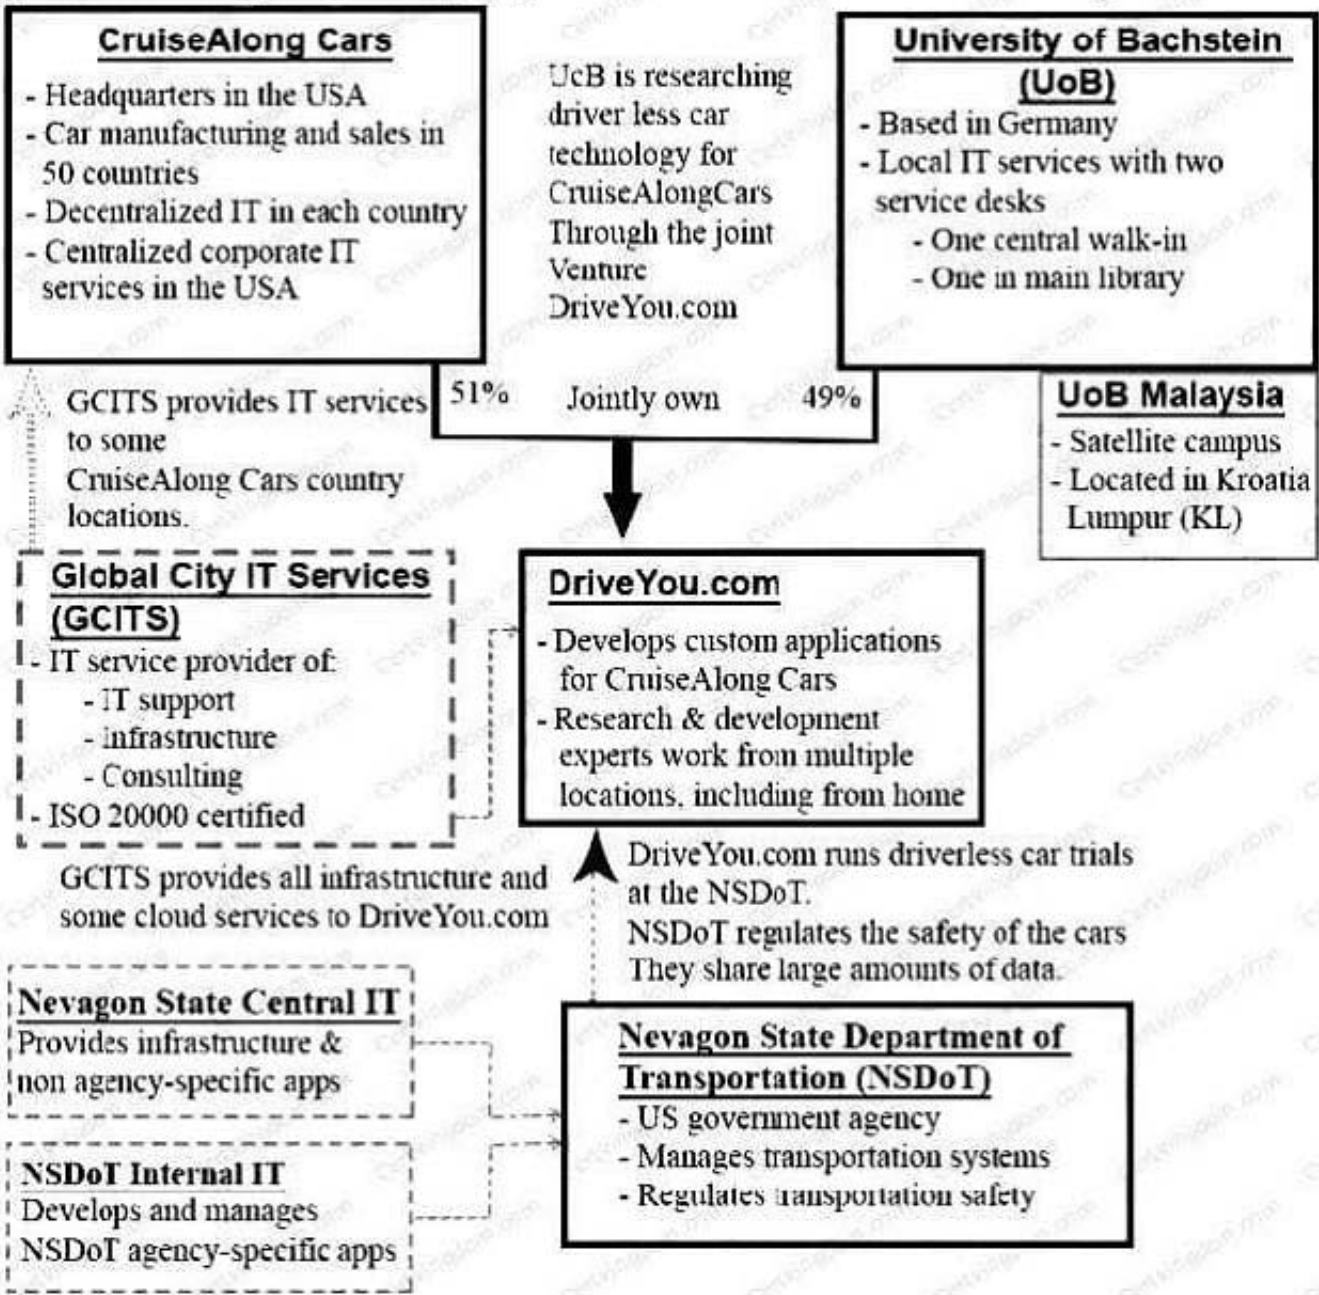 CruiseAlong Cars
- Headquarters in the USA
- Car manufacturing and sales in
50 countries
- Decentralized IT in each country
- Centralized corporate IT
services in the USA
UcB is researching
driver less car
technology for
CruiseAlongCars
Through the joint
Venture
DriveYou.com
University of Bachstein
(UoB)
- Based in Germany
- Local IT services with two
service desks
- One central walk-in
- One in main library
51% Jointly own 49%
UoB Malaysia
- Satellite campus
- Located in Kroatia
Lumpur (KL)
GCITS provides IT services
to some
CruiseAlong Cars country
locations.
Global City IT Services
(GCITS)
- IT service provider of:
- IT support
- Infrastructure
- Consulting
- ISO 20000 certified
DriveYou.com
- Develops custom applications
for CruiseAlong Cars
- Research & development
experts work from multiple
locations, including from home
GCITS provides all infrastructure and
some cloud services to DriveYou.com
DriveYou.com runs driverless car trials
at the NSDoT.
NSDoT regulates the safety of the cars
They share large amounts of data.
Nevagon State Central IT
Provides infrastructure &
non agency-specific apps
NSDoT Internal IT
Develops and manages
NSDoT agency-specific apps
Nevagon State Department of
Transportation (NSDoT)
- US government agency
- Manages transportation systems
- Regulates transportation safety